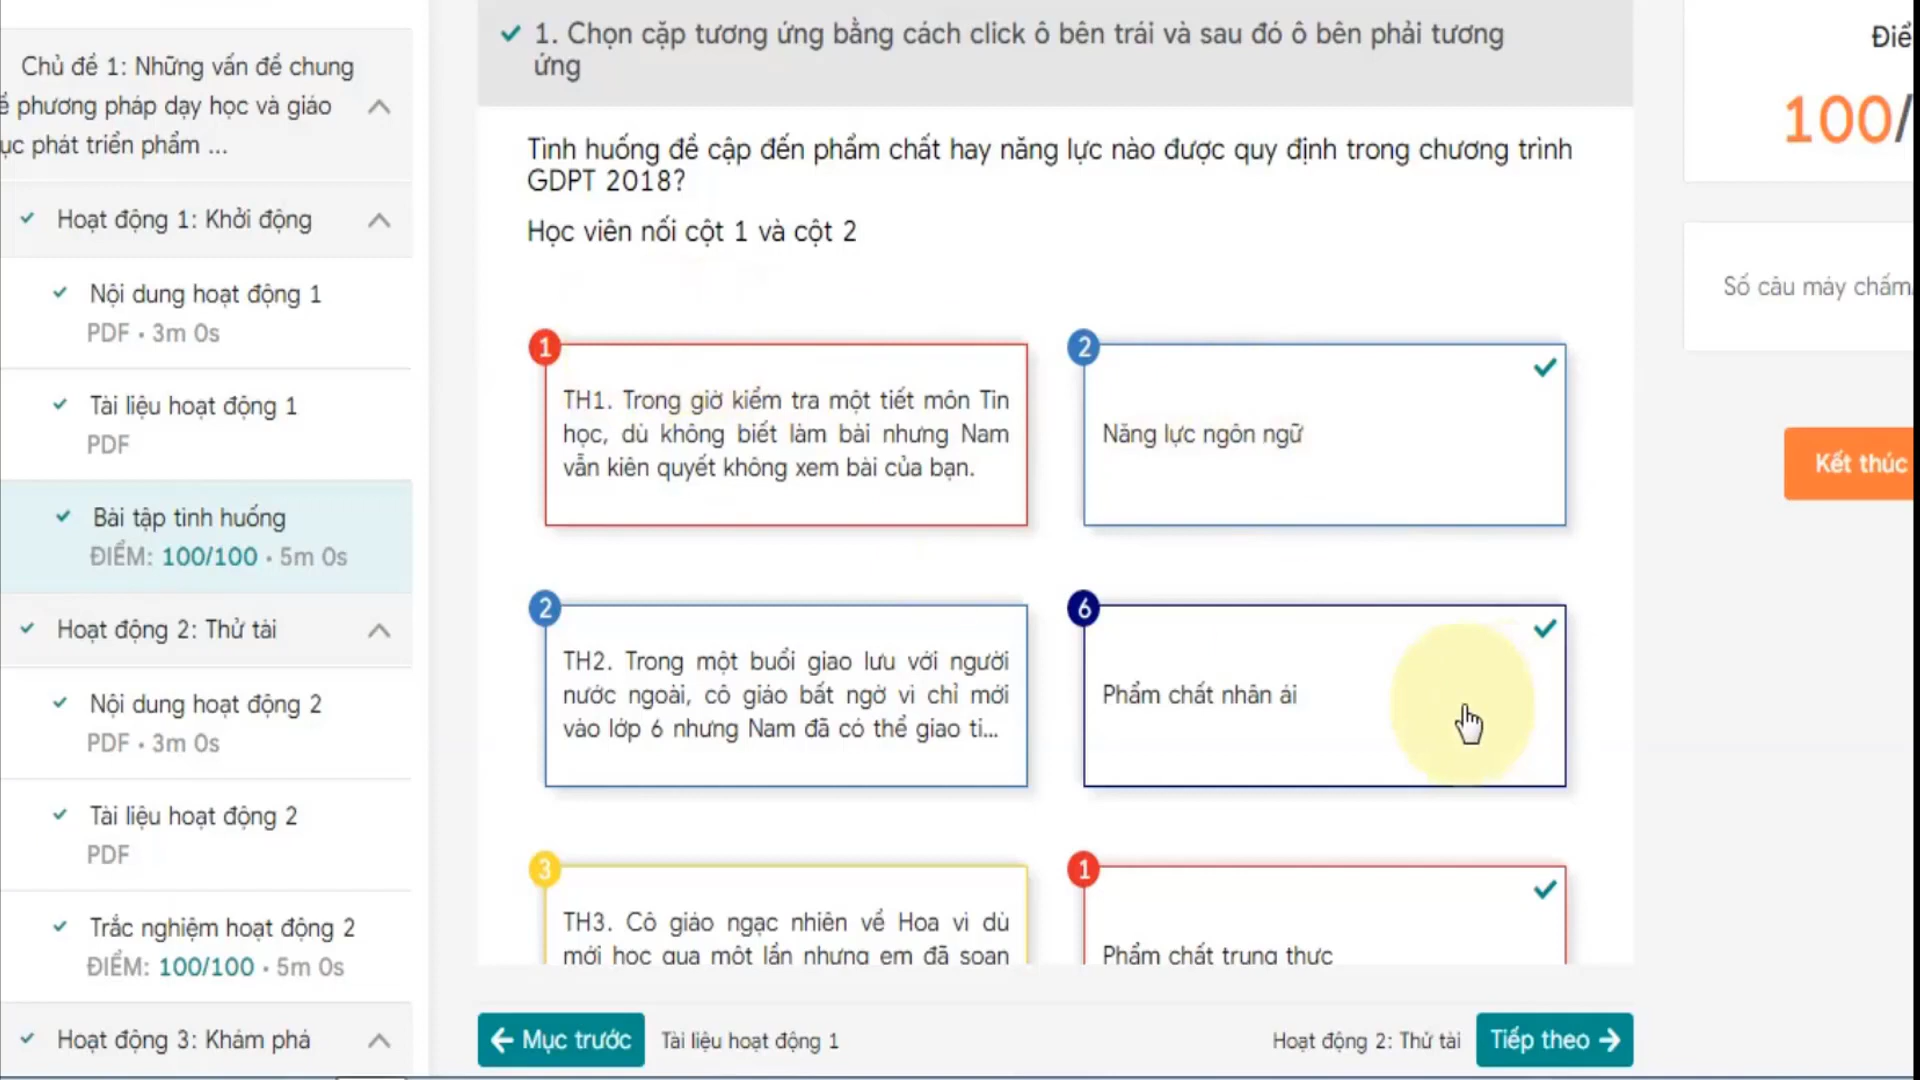 Chủ đề 1: Những vấn đề chung
ề phương pháp dạy học và giáo
ục phát triển phẩm ...
Hoạt động 1: Khởi động
Nội dung hoạt động 1
PDF • 3m 0s
Tài liệu hoạt động 1
PDF
Bài tập tình huống
ĐIỂM: 100/100 • 5m 0s
Hoạt động 2: Thử tài
Nội dung hoạt động 2
PDF • 3m 0s
Tài liệu hoạt động 2
PDF
Trắc nghiệm hoạt động 2
ĐIỂM: 100/100 • 5m 0s
Hoạt động 3: Khám phá
1. Chọn cặp tương ứng bằng cách click ô bên trái và sau đó ô bên phải tương
ứng
Tình huống đề cập đến phẩm chất hay năng lực nào được quy định trong chương trình
GDPT 2018?
Học viên nối cột 1 và cột 2
1
TH1. Trong giờ kiểm tra một tiết môn Tin
học, dù không biết làm bài nhưng Nam
vẫn kiên quyết không xem bài của bạn.
2
Năng lực ngôn ngữ
2
TH2. Trong một buổi giao lưu với người
nước ngoài, cô giáo bất ngờ vì chỉ mới
vào lớp 6 nhưng Nam đã có thể giao ti...
6
Phẩm chất nhân ái
3
TH3. Cô giáo ngạc nhiên về Hoa vì dù
mới học qua một lần nhưng em đã soạn
1
Phẩm chất trung thực
← Mục trước
Tài liệu hoạt động 1
Hoạt động 2: Thử tài
Tiếp theo →
Điể
100/
Số câu máy chấm
Kết thúc